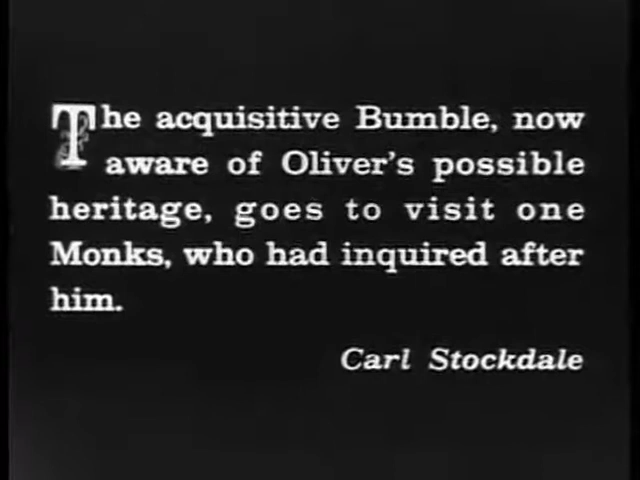 The acquisitive Bumble, now
aware of Oliver's possible
heritage, goes to visit one
Monks, who had inquired after
him.
Carl Stockdale